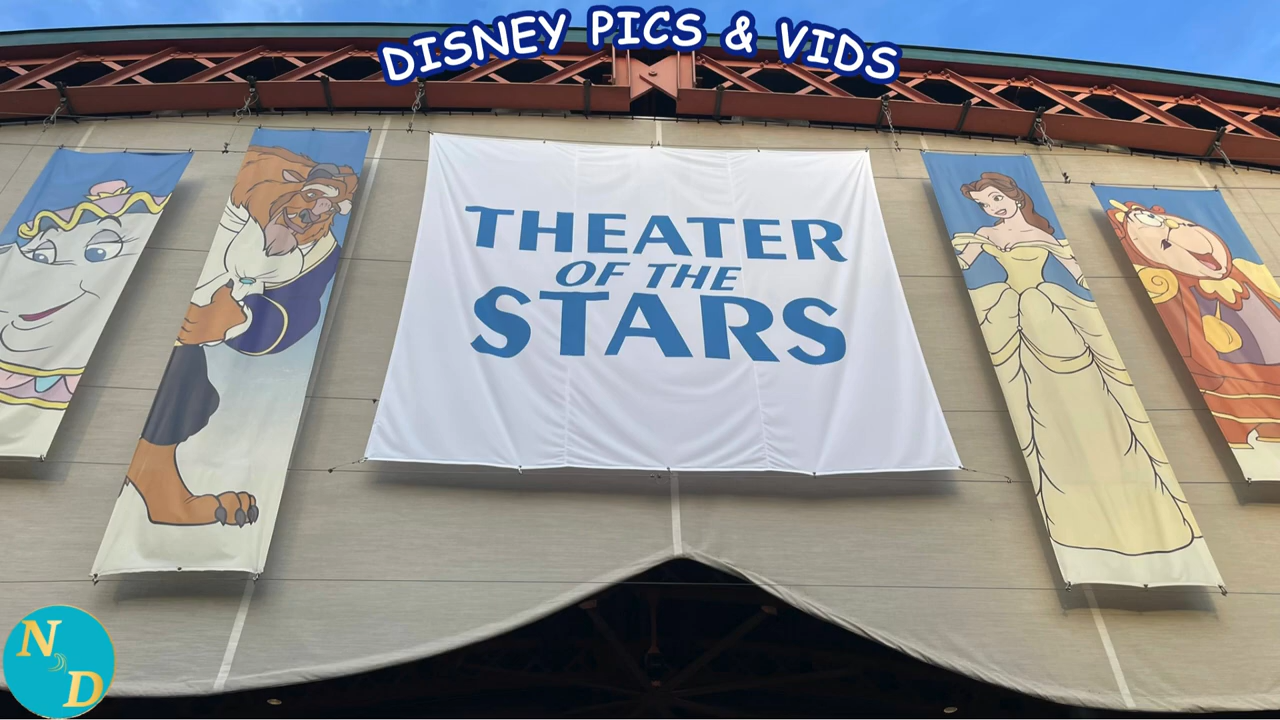 DISNEY PICS & VIDS
THEATER
OF THE
STARS
N
D